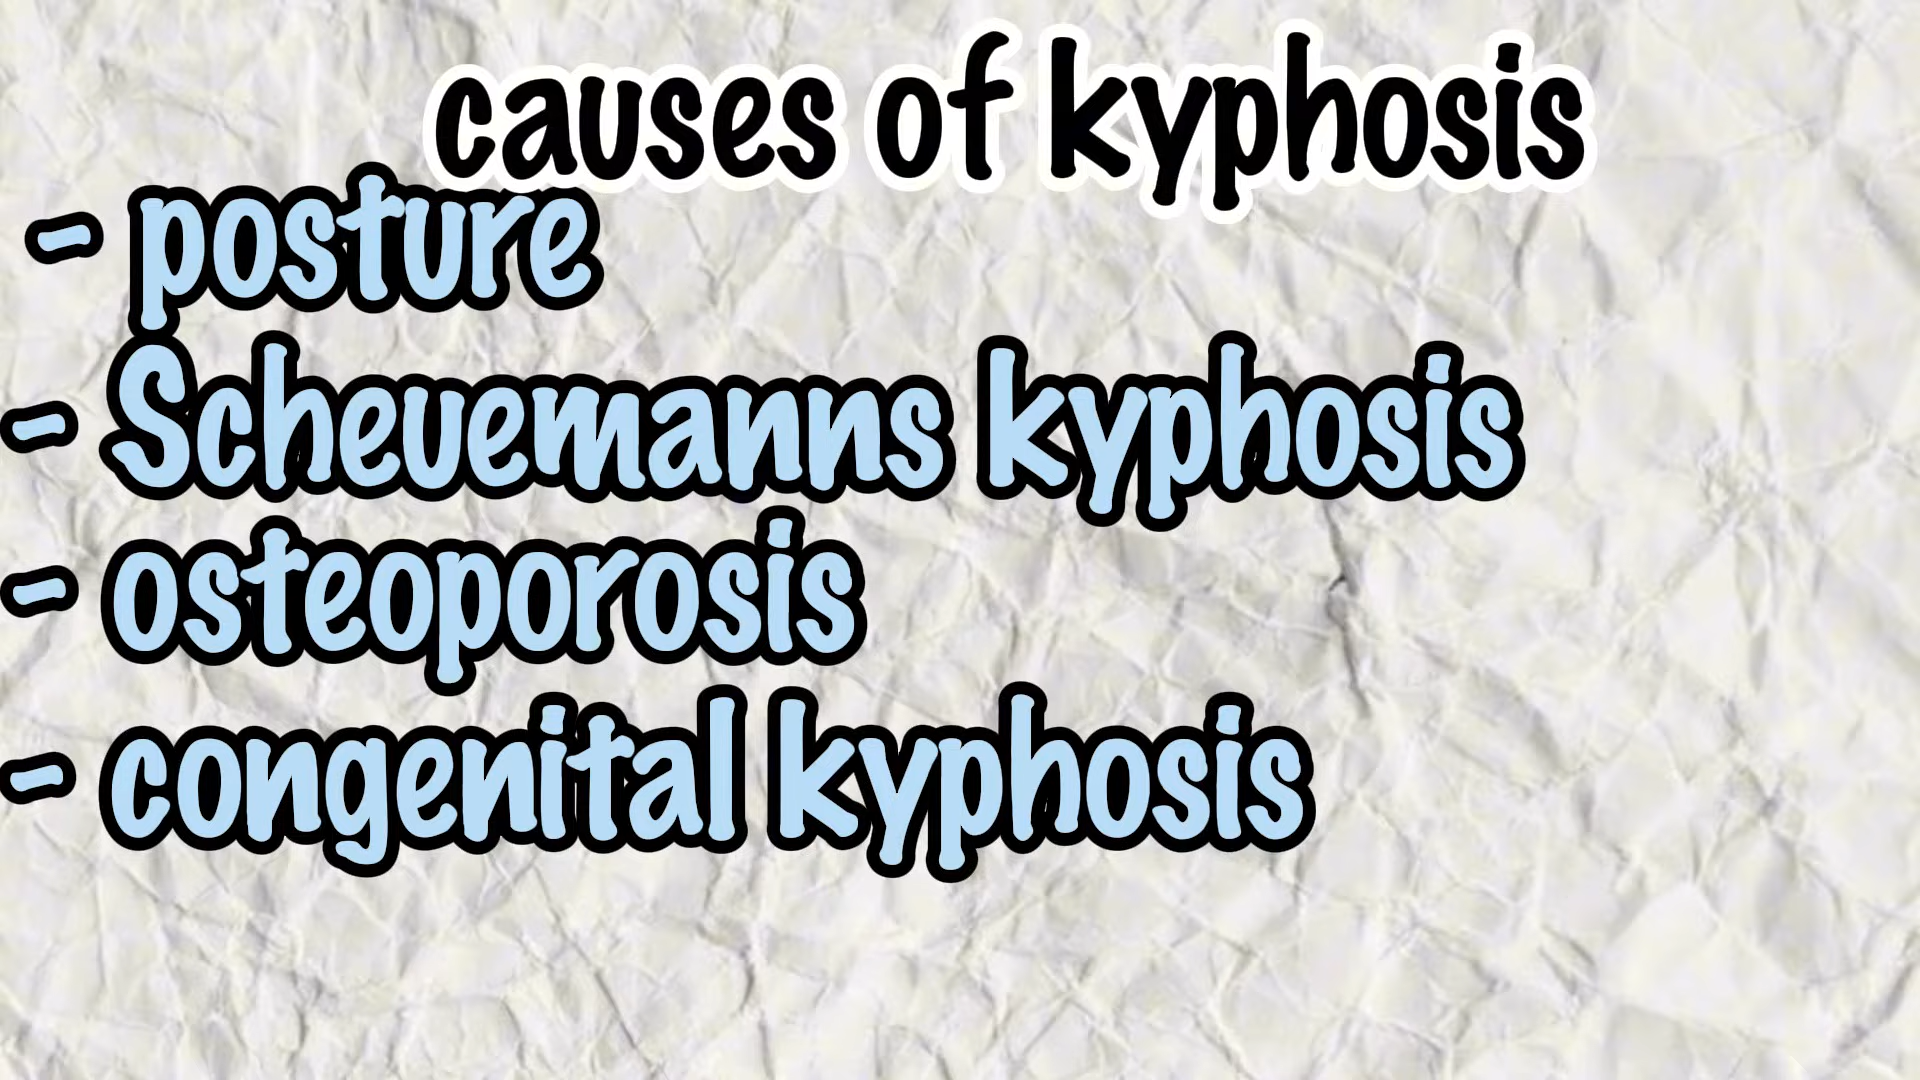 causes of kyphosis
- posture
- Scheuemanns kyphosis
- osteoporosis
- congenital kyphosis